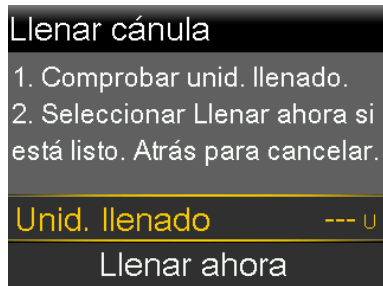 Llenar cánula
1. Comprobar unid. llenado.
2. Seleccionar Llenar ahora si
está listo. Atrás para cancelar.
Unid. llenado --- U
Llenar ahora